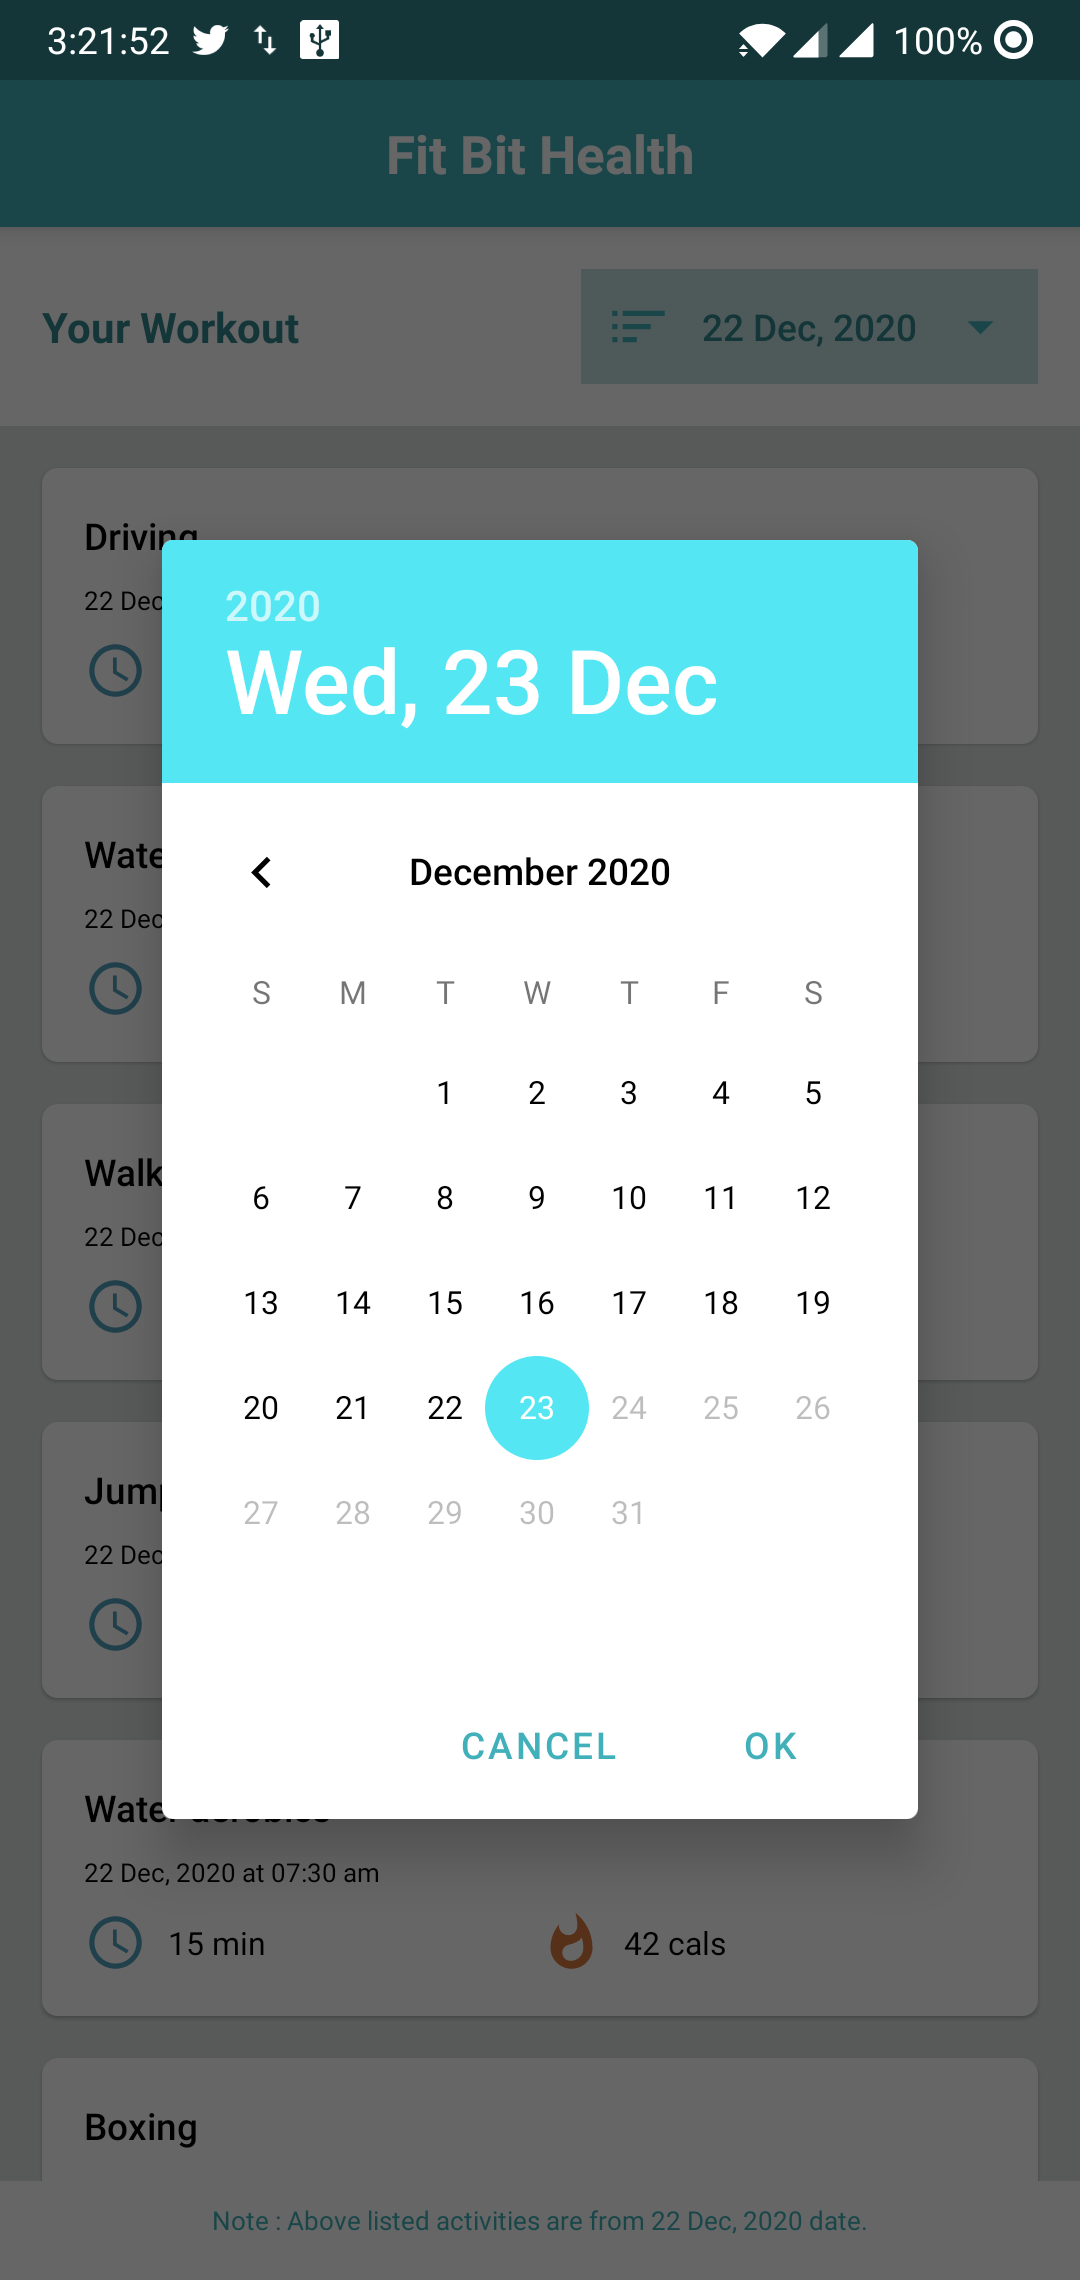 3:21:52 100%
Fit Bit Health
Your Workout 22 Dec, 2020
Driving
22 Dec
2020
Wed, 23 Dec
December 2020
S M T W T F S
1 2 3 4 5
6 7 8 9 10 11 12
13 14 15 16 17 18 19
20 21 22 23 24 25 26
27 28 29 30 31
CANCEL OK
Wate
22 Dec
Walk
22 Dec
Jump
22 Dec
Water aerobics
22 Dec, 2020 at 07:30 am
15 min 42 cals
Boxing
Note : Above listed activities are from 22 Dec, 2020 date.